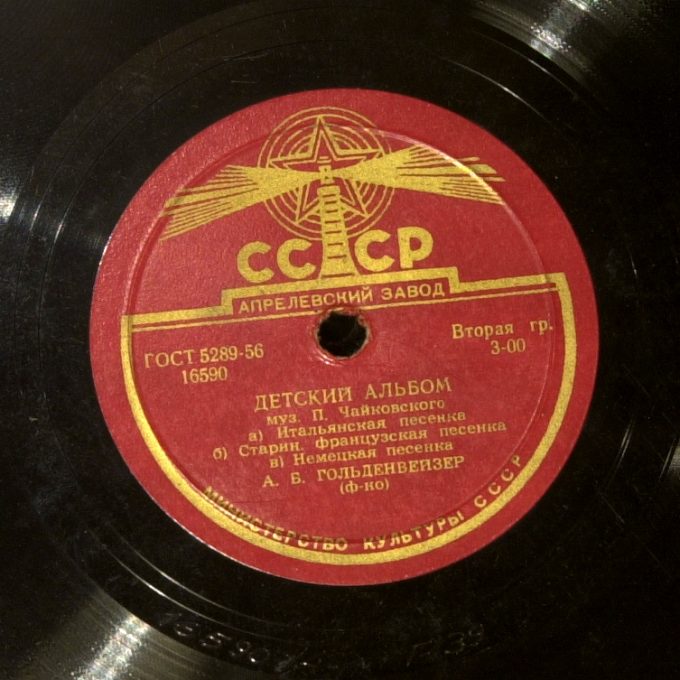 СССР
АПРЕЛЕВСКИЙ ЗАВОД
ГОСТ 5289-56
16590
Вторая гр.
3-00
ДЕТСКИЙ АЛЬБОМ
муз. П. Чайковского
а) Итальянская песенка
б) Старин. французская песенка
в) Немецкая песенка
А. Б. ГОЛЬДЕНВЕЙЗЕР
(ф-но)
МИНИСТЕРСТВО КУЛЬТУРЫ СССР
16590